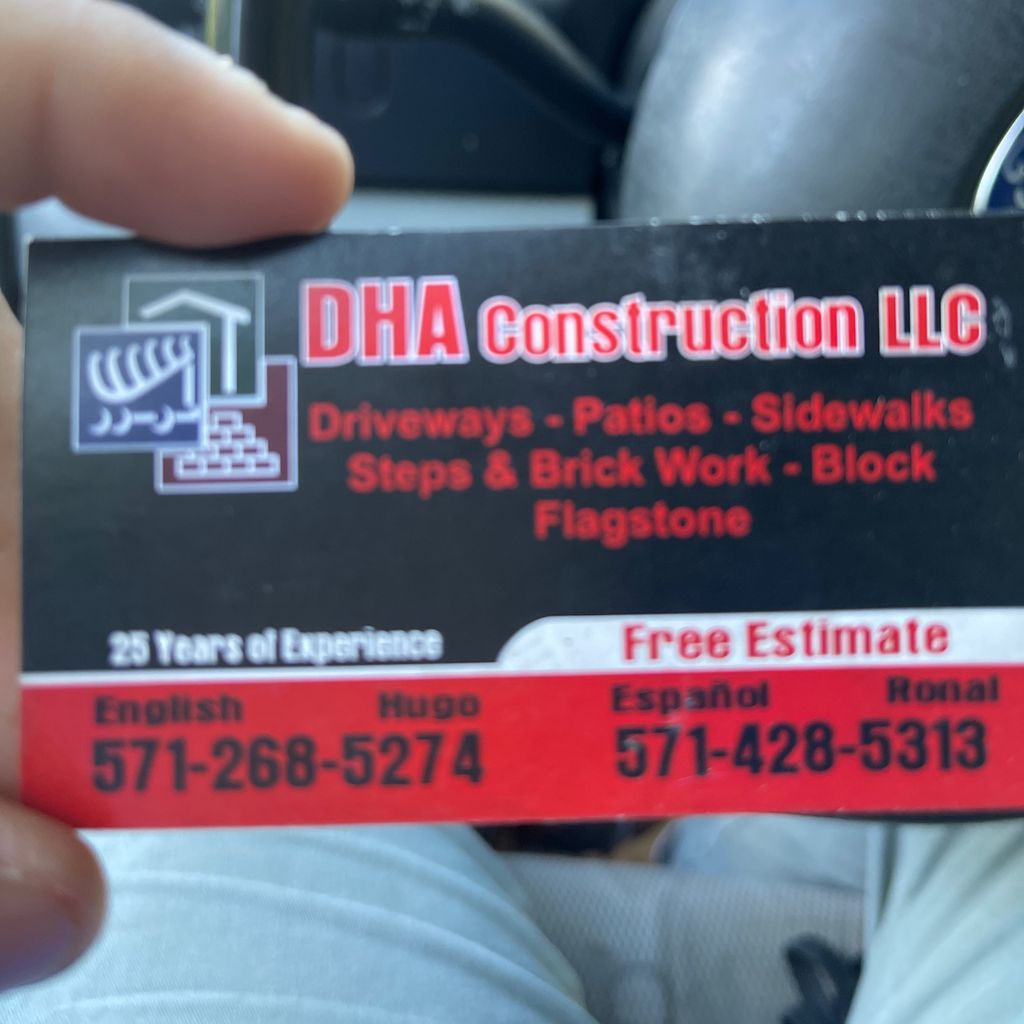 DHA Construction LLC
Driveways - Patios - Sidewalks
Steps & Brick Work - Block
Flagstone
25 Years of Experience
Free Estimate
English Hugo
571-268-5274
Español Ronal
571-428-5313